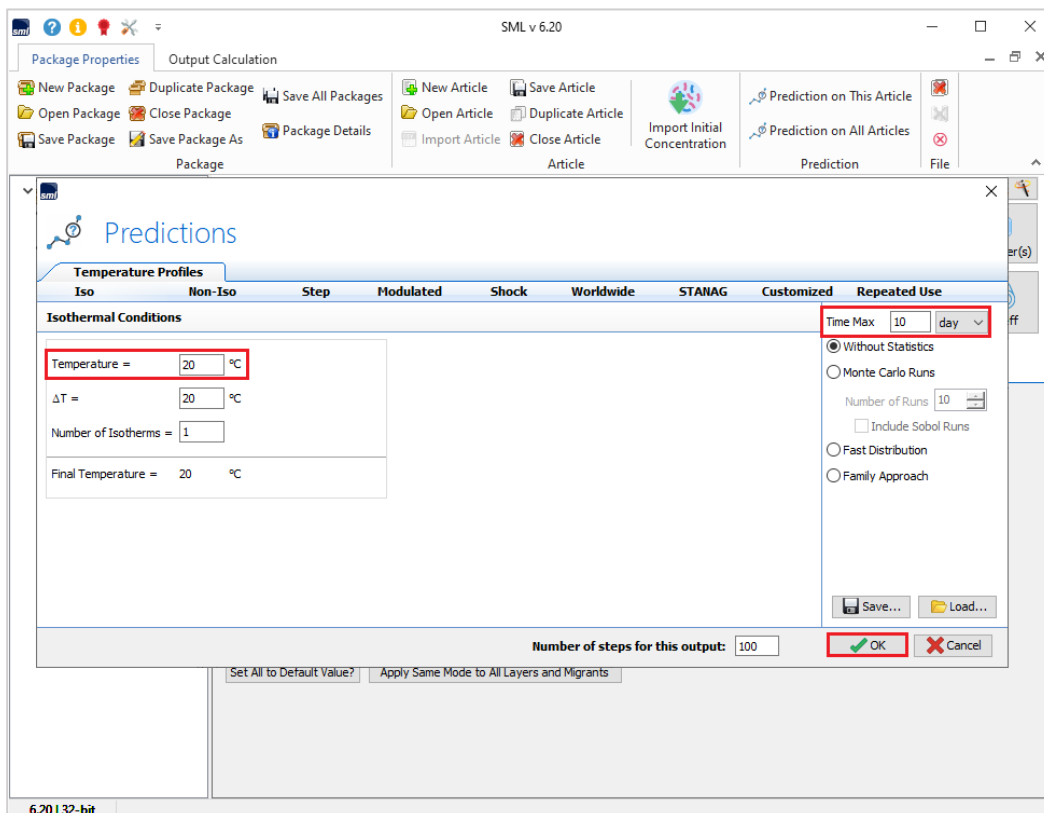 sml
SML v 6.20
Package Properties Output Calculation
New Package Duplicate Package Save All Packages New Article Save Article
Open Package Close Package Open Article Duplicate Article Prediction on This Article
Save Package Save Package As Package Details Import Article Close Article Import Initial Concentration Prediction on All Articles
Package Article Prediction File
sml
Predictions
er(s)
Temperature Profiles
Iso Non-Iso Step Modulated Shock Worldwide STANAG Customized Repeated Use
Isothermal Conditions
Time Max 10 day
ff
Without Statistics
Temperature = 20 °C
Monte Carlo Runs
ΔT = 20 °C
Number of Runs 10
Include Sobol Runs
Number of Isotherms = 1
Fast Distribution
Final Temperature = 20 °C
Family Approach
Save... Load...
Number of steps for this output: 100 OK Cancel
Set All to Default Value? Apply Same Mode to All Layers and Migrants
6.20 | 32-bit